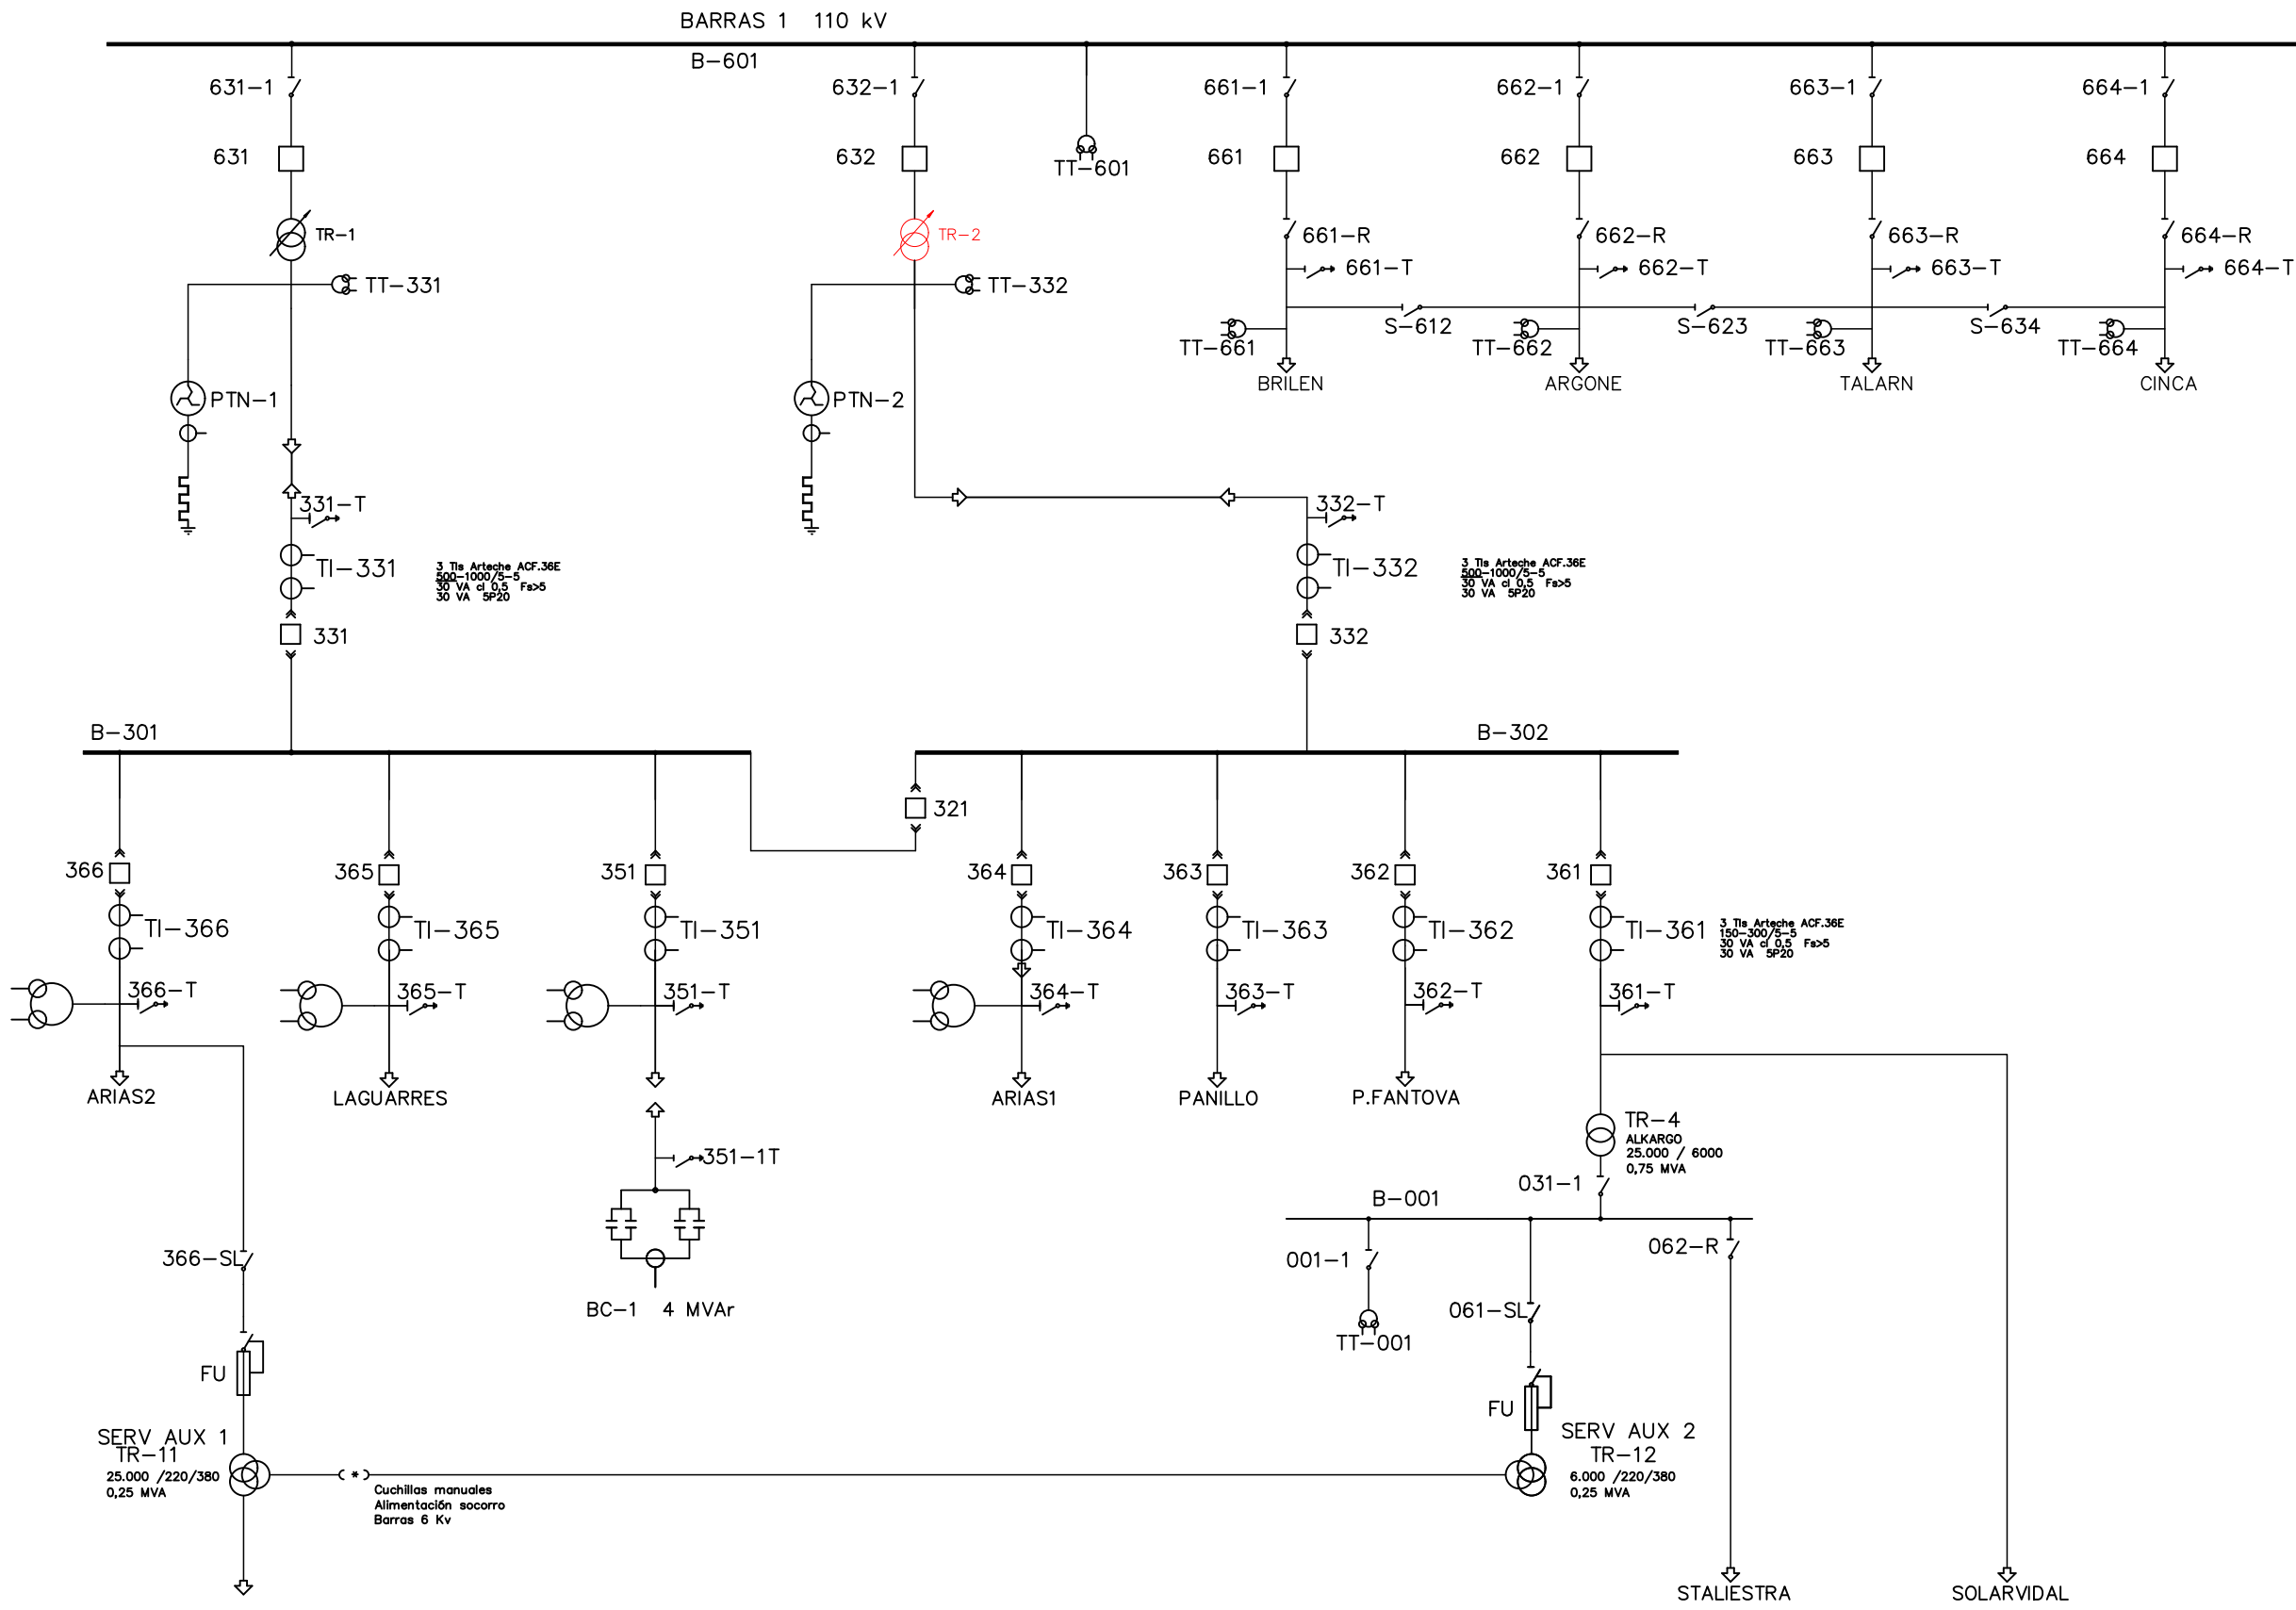 BARRAS 1 110 kV
B-601
631-1
632-1
661-1
662-1
663-1
664-1
631
632
TT-601
661
662
663
664
TR-1
TR-2
661-R
662-R
663-R
664-R
661-T
662-T
663-T
664-T
TT-331
TT-332
S-612
S-623
S-634
TT-661
TT-662
TT-663
TT-664
BRILEN
ARGONE
TALARN
CINCA
PTN-1
PTN-2
331-T
332-T
TI-331
3 TIs Arteche ACF.36E
500-1000/5-5
30 VA cl 0,5 Fs>5
30 VA 5P20
TI-332
3 TIs Arteche ACF.36E
500-1000/5-5
30 VA cl 0,5 Fs>5
30 VA 5P20
331
332
B-301
B-302
321
366
365
351
364
363
362
361
TI-366
TI-365
TI-351
TI-364
TI-363
TI-362
TI-361
3 TIs Arteche ACF.36E
150-300/5-5
30 VA cl 0,5 Fs>5
30 VA 5P20
366-T
365-T
351-T
364-T
363-T
362-T
361-T
ARIAS2
LAGUARRES
ARIAS1
PANILLO
P.FANTOVA
TR-4
ALKARGO
25.000 / 6000
0,75 MVA
351-1T
031-1
B-001
366-SL
001-1
062-R
BC-1 4 MVAr
061-SL
TT-001
FU
FU
SERV AUX 1
TR-11
25.000 /220/380
0,25 MVA
SERV AUX 2
TR-12
6.000 /220/380
0,25 MVA
*
Cuchillas manuales
Alimentación socorro
Barras 6 Kv
STALIESTRA
SOLARVIDAL